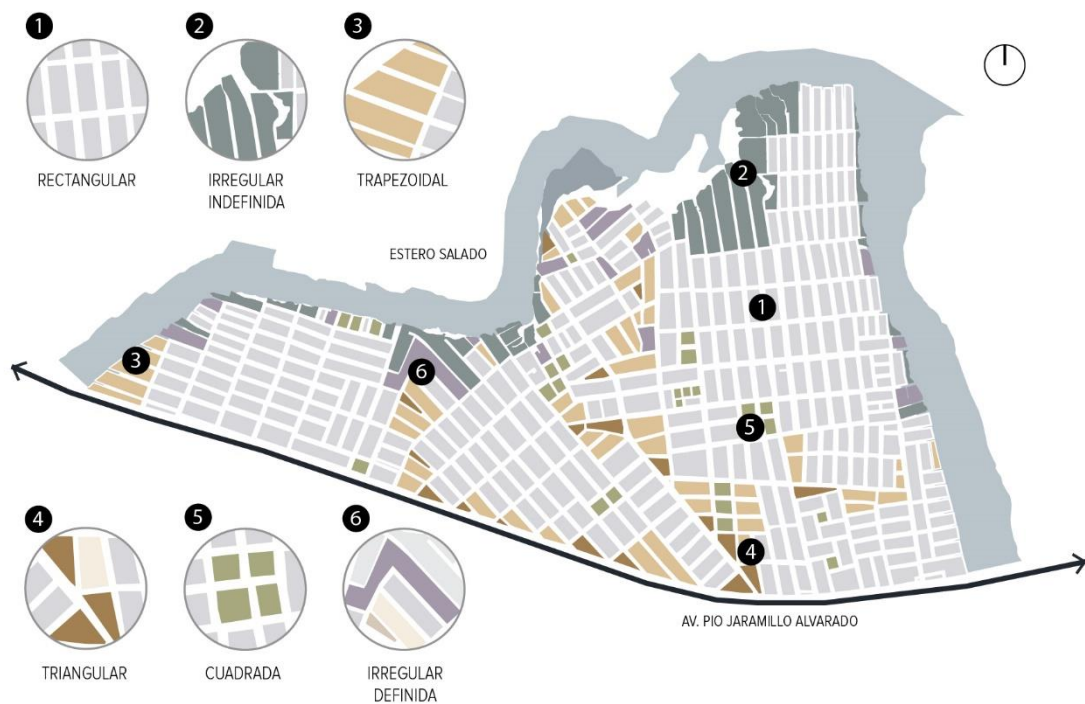 1
2
3
RECTANGULAR
IRREGULAR
INDEFINIDA
TRAPEZOIDAL
ESTERO SALADO
2
1
3
6
5
4
4
5
6
AV. PIO JARAMILLO ALVARADO
TRIANGULAR
CUADRADA
IRREGULAR
DEFINIDA